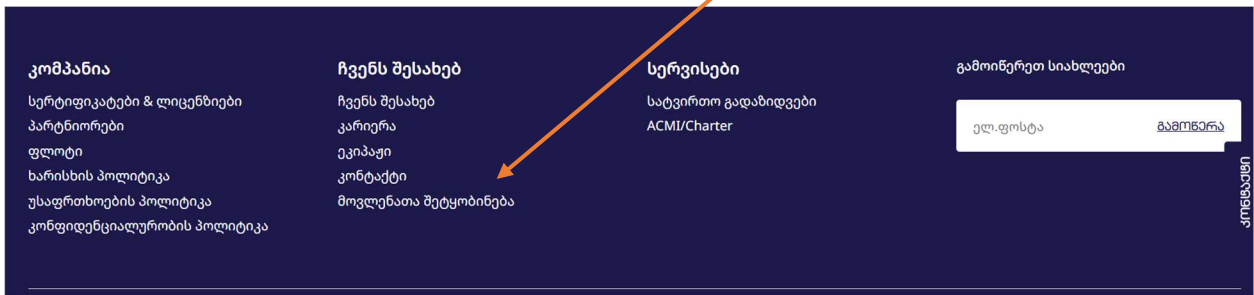 კომპანია
სერტიფიკატები & ლიცენზიები
პარტნიორები
ფლოტი
ხარისხის პოლიტიკა
უსაფრთხოების პოლიტიკა
კონფიდენციალურობის პოლიტიკა
ჩვენს შესახებ
ჩვენს შესახებ
კარიერა
ეკიპაჟი
კონტაქტი
მოვლენათა შეტყობინება
სერვისები
სატვირთო გადაზიდვები
ACMI/Charter
გამოიწერეთ სიახლეები
ელ.ფოსტა
გამოწერა
კონტაქტი